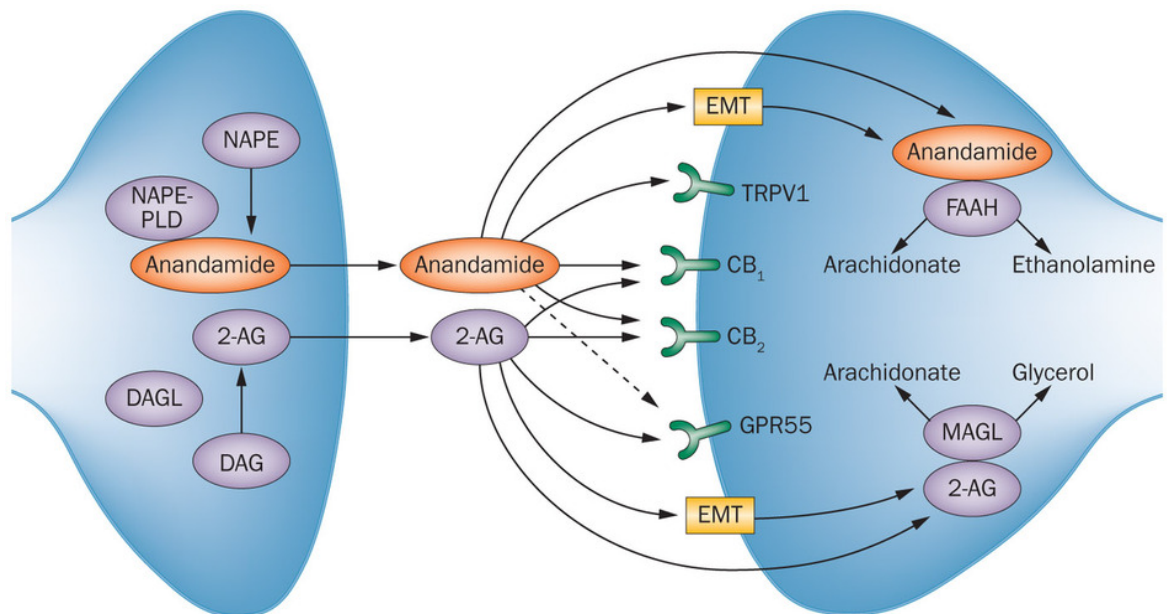 NAPE
NAPE-
PLD
Anandamide
2-AG
DAGL
DAG
Anandamide
2-AG
EMT
TRPV1
CB₁
CB₂
GPR55
EMT
Anandamide
FAAH
Arachidonate
Ethanolamine
Arachidonate
Glycerol
MAGL
2-AG